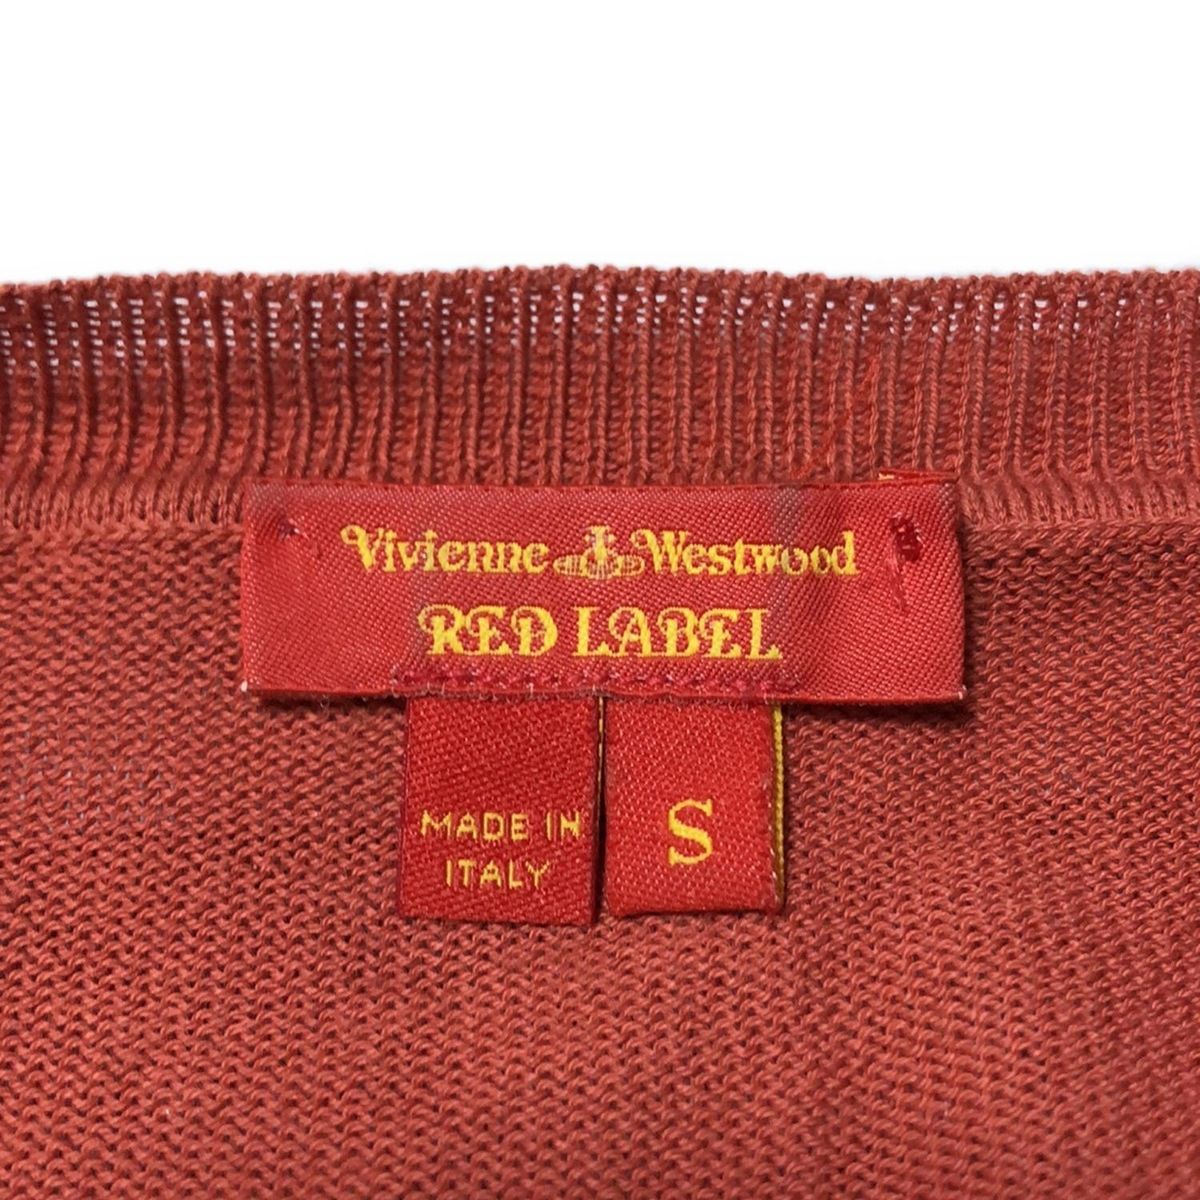 Vivienne Westwood
RED LABEL
MADE IN
ITALY
S